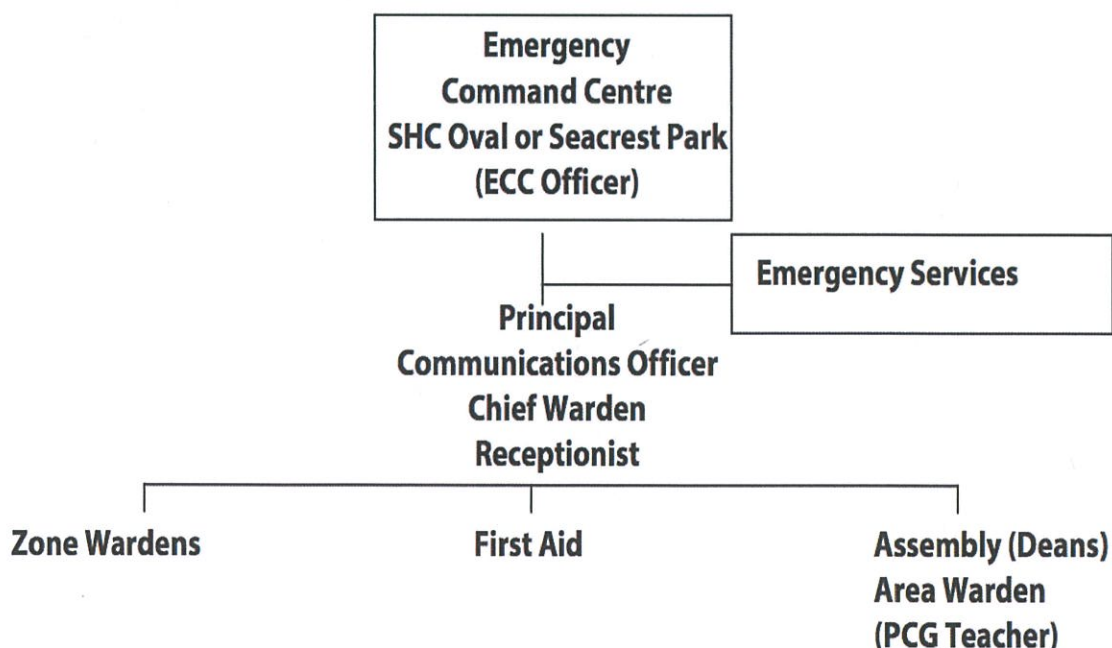 Emergency
Command Centre
SHC Oval or Seacrest Park
(ECC Officer)
Emergency Services
Principal
Communications Officer
Chief Warden
Receptionist
Zone Wardens
First Aid
Assembly (Deans)
Area Warden
(PCG Teacher)